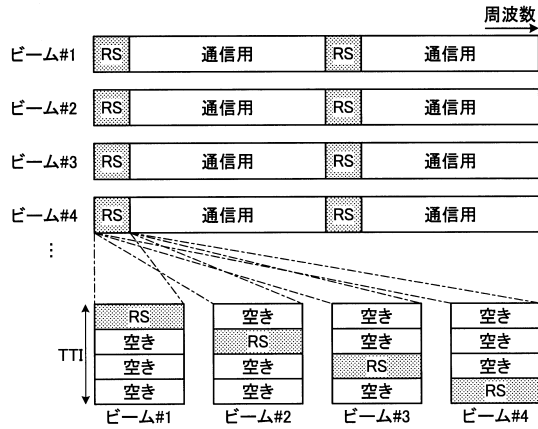 周波数
ビーム#1 RS 通信用 RS 通信用
ビーム#2 RS 通信用 RS 通信用
ビーム#3 RS 通信用 RS 通信用
ビーム#4 RS 通信用 RS 通信用
⋮
RS 空き 空き 空き
空き RS 空き 空き
TTI
空き 空き RS 空き
空き 空き 空き RS
ビーム#1 ビーム#2 ビーム#3 ビーム#4